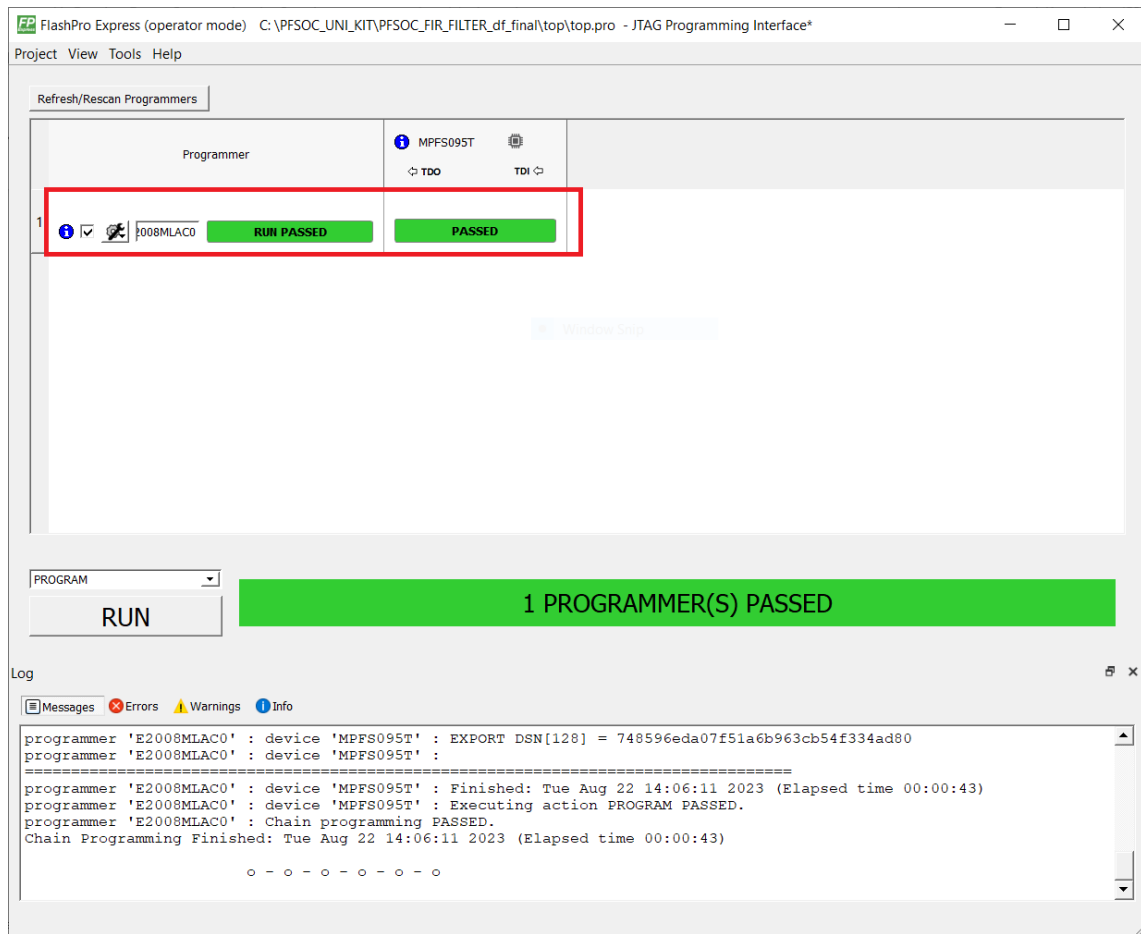 FlashPro Express (operator mode) C:\PFSOC_UNI_KIT\PFSOC_FIR_FILTER_df_final\top\top.pro - JTAG Programming Interface*
Project View Tools Help
Refresh/Rescan Programmers
Programmer
MPFS095T
TDO TDI
1
2008MLAC0 RUN PASSED PASSED
Window Snip
PROGRAM
RUN
1 PROGRAMMER(S) PASSED
Log
Messages Errors Warnings Info
programmer 'E2008MLAC0' : device 'MPFS095T' : EXPORT DSN[128] = 748596eda07f51a6b963cb54f334ad80
programmer 'E2008MLAC0' : device 'MPFS095T' :
===================================================================================
programmer 'E2008MLAC0' : device 'MPFS095T' : Finished: Tue Aug 22 14:06:11 2023 (Elapsed time 00:00:43)
programmer 'E2008MLAC0' : device 'MPFS095T' : Executing action PROGRAM PASSED.
programmer 'E2008MLAC0' : Chain programming PASSED.
Chain Programming Finished: Tue Aug 22 14:06:11 2023 (Elapsed time 00:00:43)
o - o - o - o - o - o